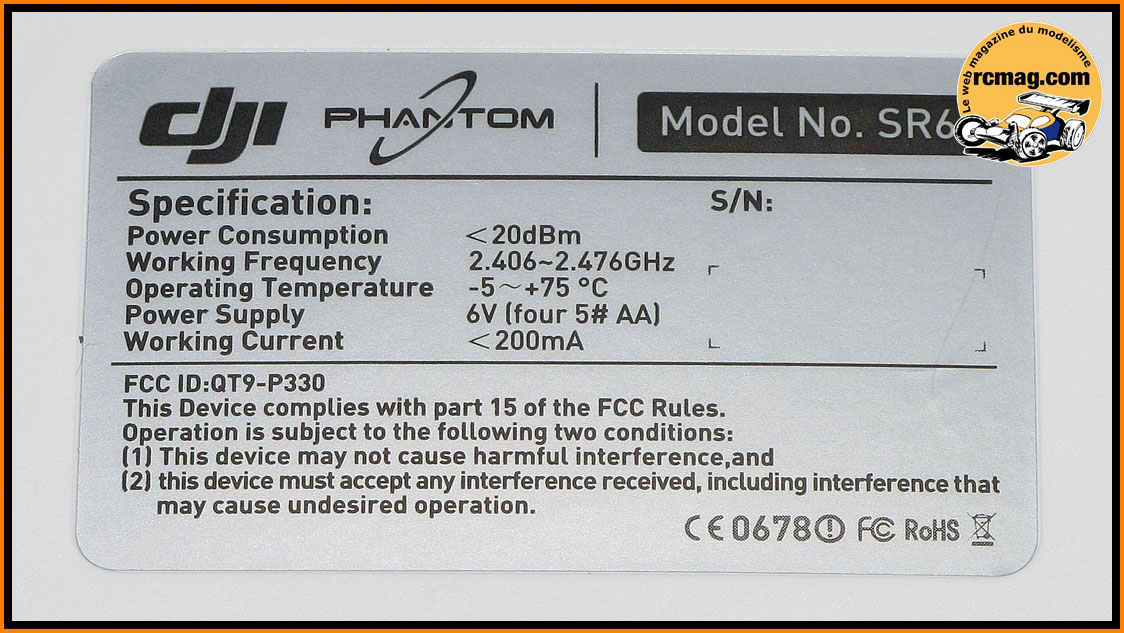 Le web magazine du modelisme
rcmag.com
dji PHANTOM Model No. SR6
Specification: S/N:
Power Consumption <20dBm
Working Frequency 2.406~2.476GHz
Operating Temperature -5～+75 °C
Power Supply 6V (four 5# AA)
Working Current <200mA
FCC ID:QT9-P330
This Device complies with part 15 of the FCC Rules.
Operation is subject to the following two conditions:
(1) This device may not cause harmful interference,and
(2) this device must accept any interference received, including interference that
may cause undesired operation.
CE0678 FC RoHS